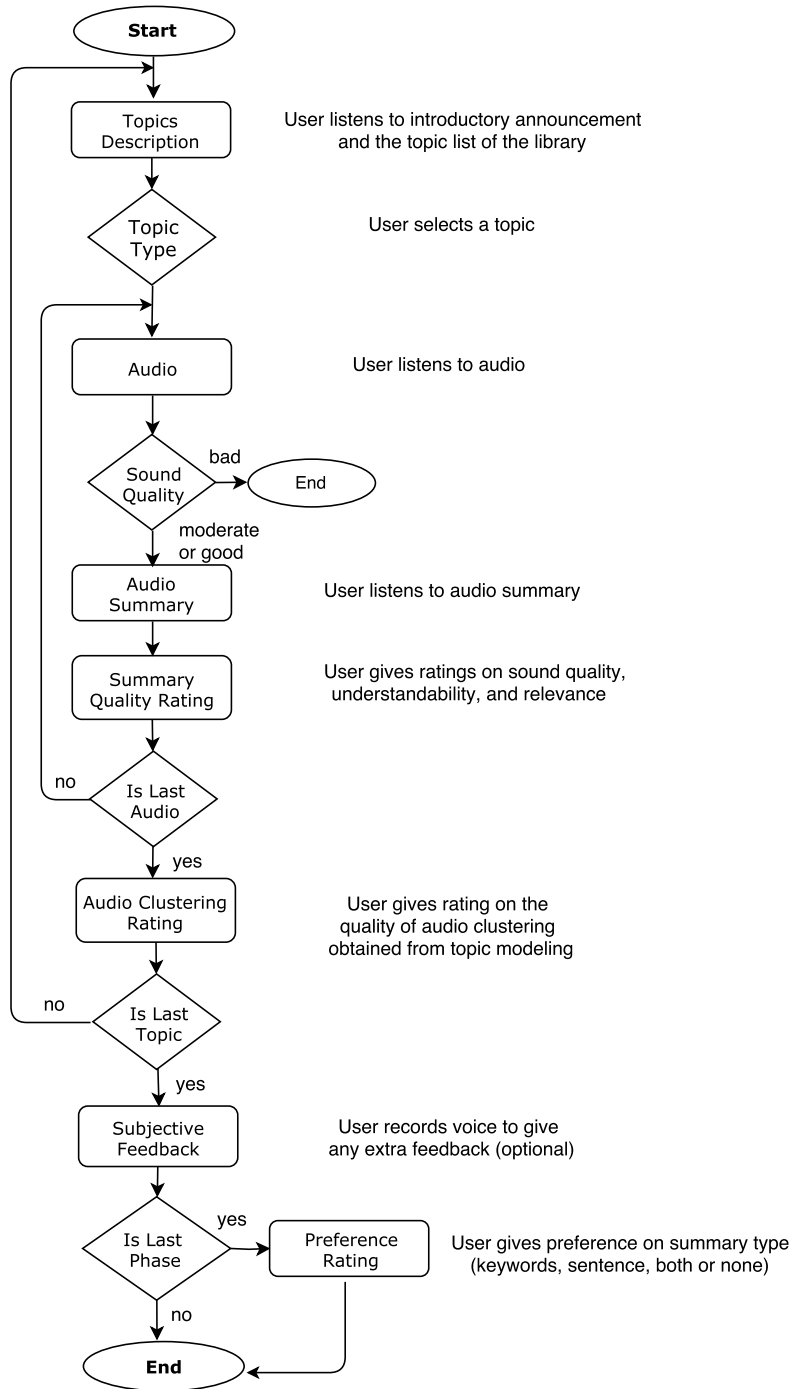 Start
Topics
Description
User listens to introductory announcement
and the topic list of the library
Topic
Type
User selects a topic
Audio
User listens to audio
Sound
Quality
bad
End
moderate
or good
Audio
Summary
User listens to audio summary
Summary
Quality Rating
User gives ratings on sound quality,
understandability, and relevance
Is Last
Audio
no
yes
Audio Clustering
Rating
User gives rating on the
quality of audio clustering
obtained from topic modeling
Is Last
Topic
no
yes
Subjective
Feedback
User records voice to give
any extra feedback (optional)
Is Last
Phase
yes
Preference
Rating
User gives preference on summary type
(keywords, sentence, both or none)
no
End